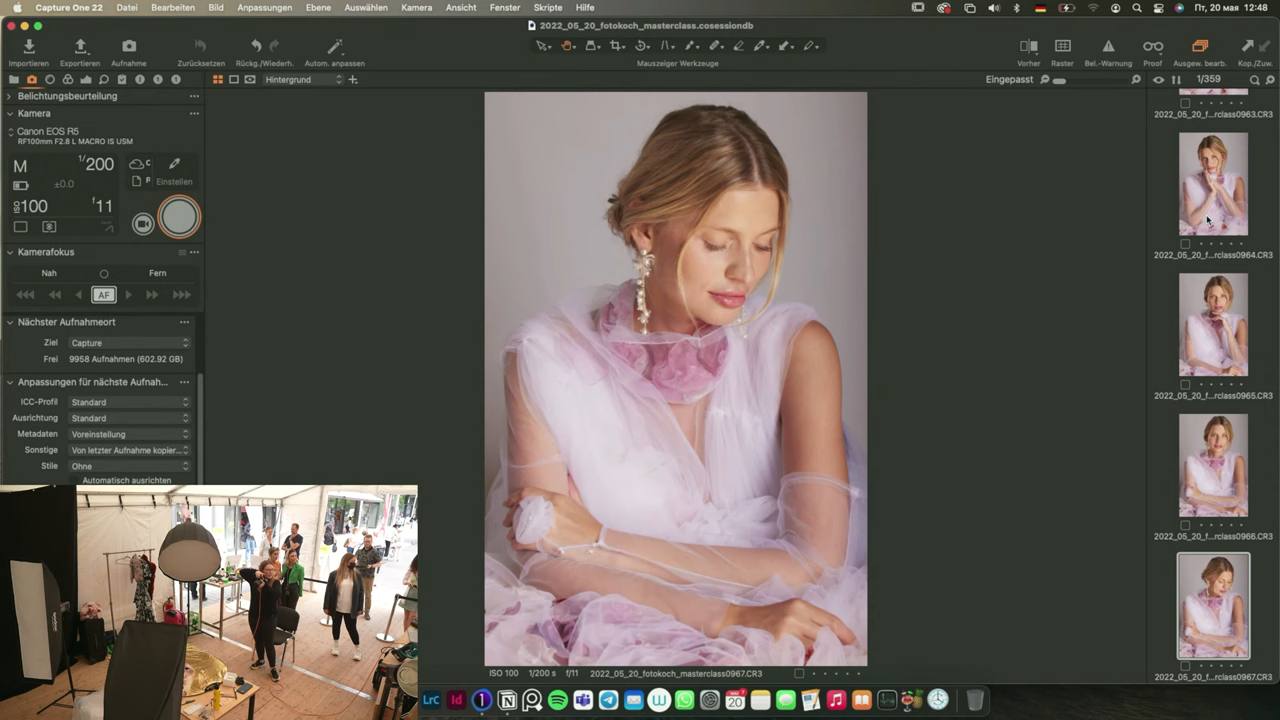 Capture One 22 Datei Bearbeiten Bild Anpassungen Ebene Auswählen Kamera Ansicht Fenster Skripte Hilfe Пт, 20 мая 12:48
2022_05_20_fotokoch_masterclass.cosessiondb
Importieren Exportieren Aufnahme Zurücksetzen Rückg./Wiederh. Autom. anpassen Mauszeiger Werkzeuge Vorher Raster Bel.-Warnung Proof Ausgew. bearb. Kop./Zuw.
Hintergrund Eingepasst 1/359
Belichtungsbeurteilung
Kamera
Canon EOS R5
RF100mm F2.8 L MACRO IS USM
M 1/200
±0.0
Einstellen
ISO100 f11
Kamerafokus
Nah Fern
AF
Nächster Aufnahmeort
Ziel Capture
Frei 9958 Aufnahmen (602.92 GB)
Anpassungen für nächste Aufnah...
ICC-Profil Standard
Ausrichtung Standard
Metadaten Voreinstellung
Sonstige Von letzter Aufnahme kopier...
Stile Ohne
Automatisch ausrichten
2022_05_20_f...rclass0963.CR3
2022_05_20_f...rclass0964.CR3
2022_05_20_f...rclass0965.CR3
2022_05_20_f...rclass0966.CR3
2022_05_20_f...rclass0967.CR3
ISO 100 1/200 s f/11 2022_05_20_fotokoch_masterclass0967.CR3
Lrc Id 20